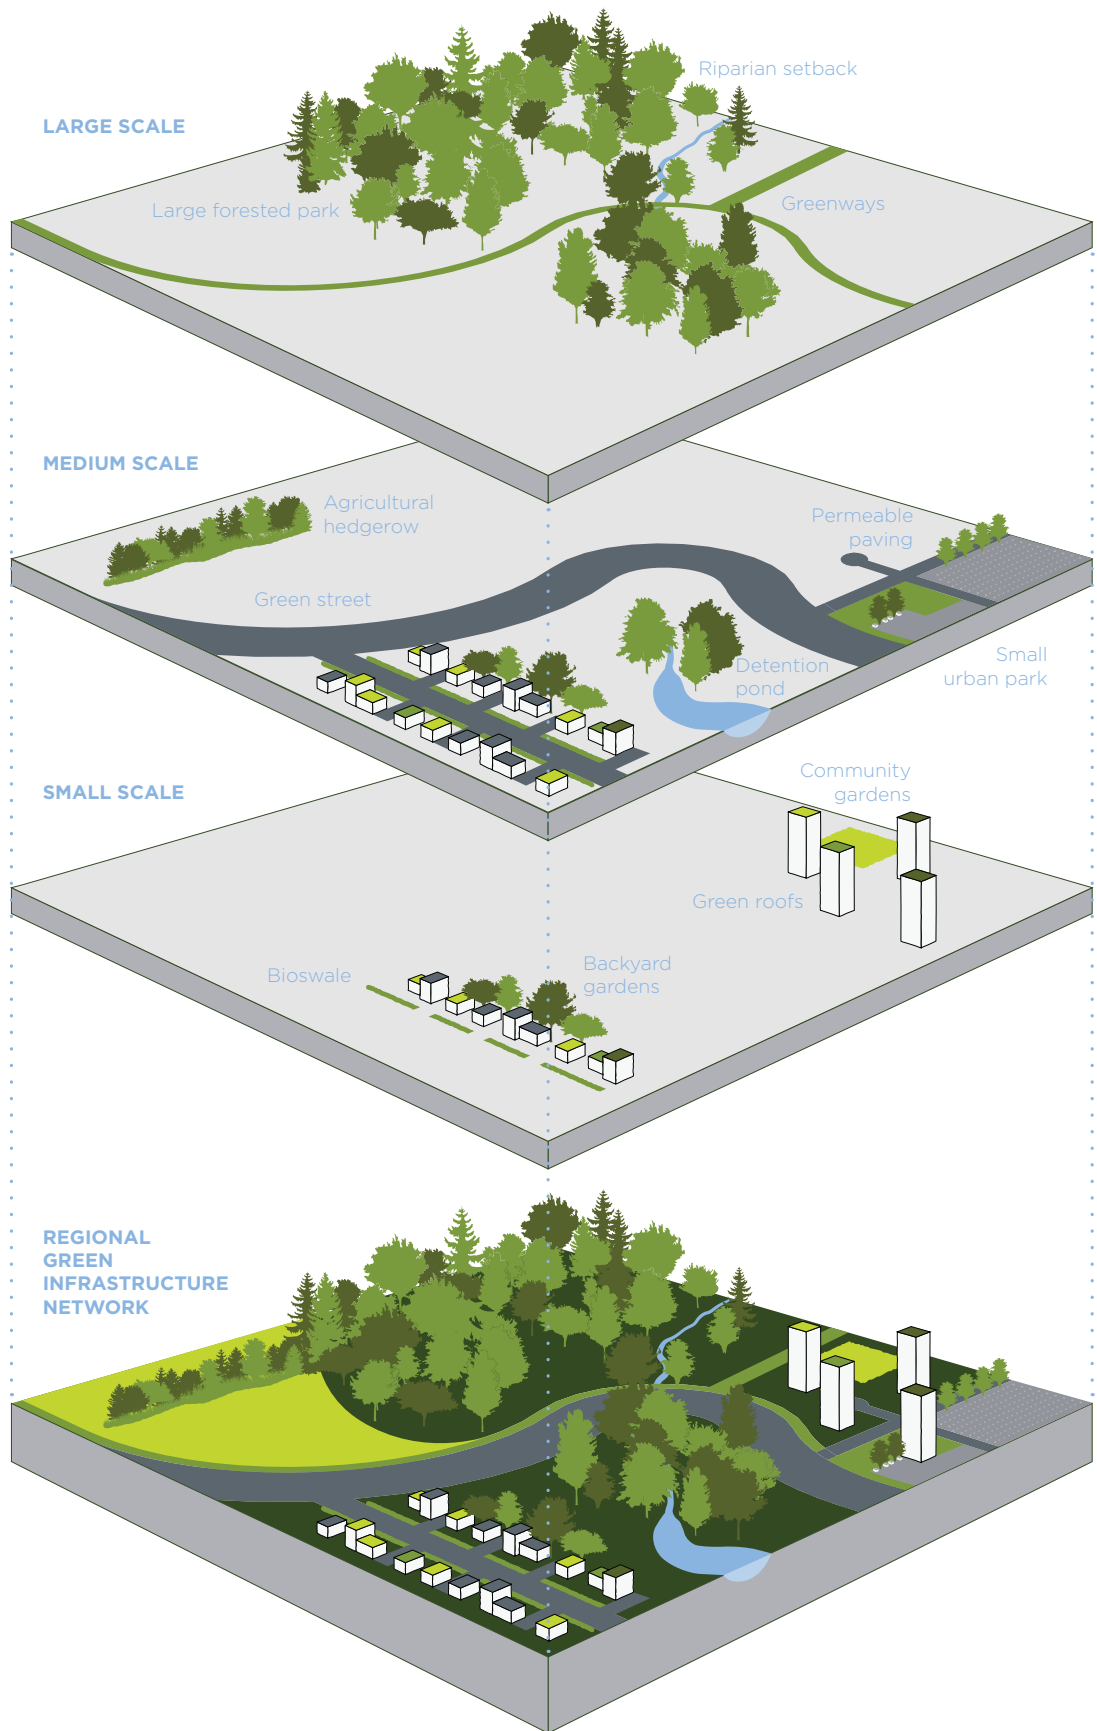 Riparian setback
LARGE SCALE
Large forested park
Greenways
MEDIUM SCALE
Agricultural
hedgerow
Permeable
paving
Green street
Small
urban park
Detention
pond
Community
gardens
SMALL SCALE
Green roofs
Backyard
gardens
Bioswale
REGIONAL
GREEN
INFRASTRUCTURE
NETWORK